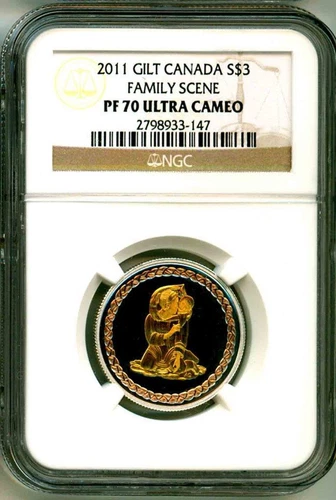 2011 GILT CANADA S$3
FAMILY SCENE
PF 70 ULTRA CAMEO
2798933-147
NGC